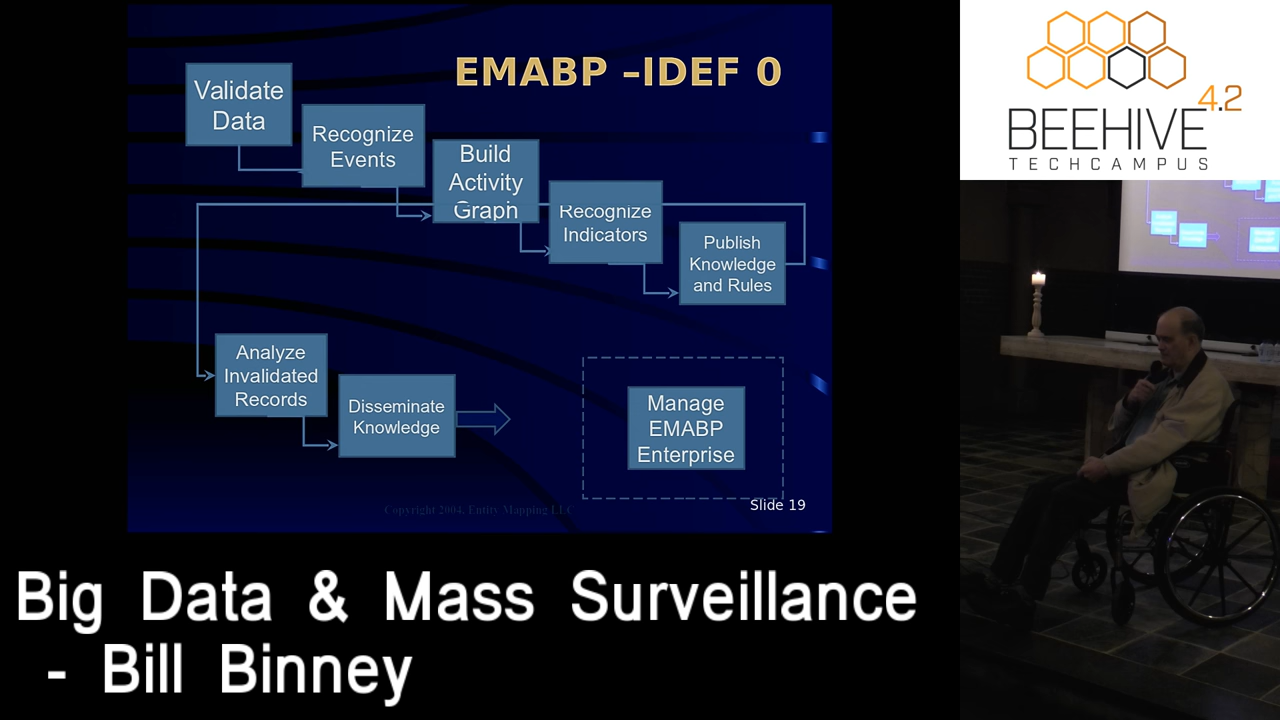 EMABP –IDEF 0
Validate
Data
Recognize
Events
Build
Activity
Graph
Recognize
Indicators
Publish
Knowledge
and Rules
Analyze
Invalidated
Records
Disseminate
Knowledge
Manage
EMABP
Enterprise
Slide 19
Copyright 2004, Entity Mapping LLC
4.2
BEEHIVE
TECHCAMPUS
Big Data & Mass Surveillance
- Bill Binney